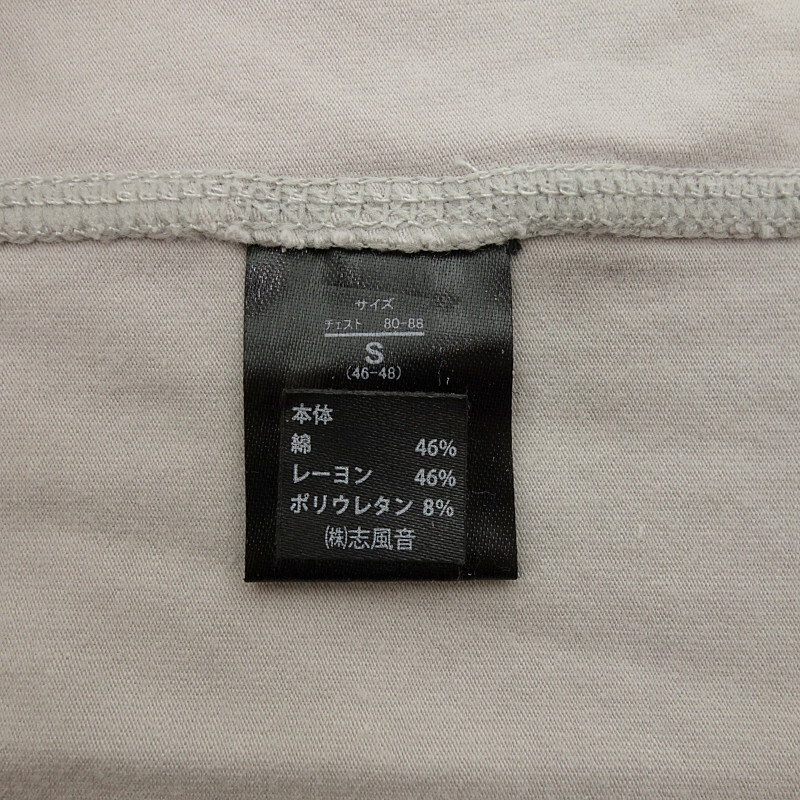 サイズ
チェスト 80-88
S
(46-48)
本体
綿 46%
レーヨン 46%
ポリウレタン 8%
㈱志風音